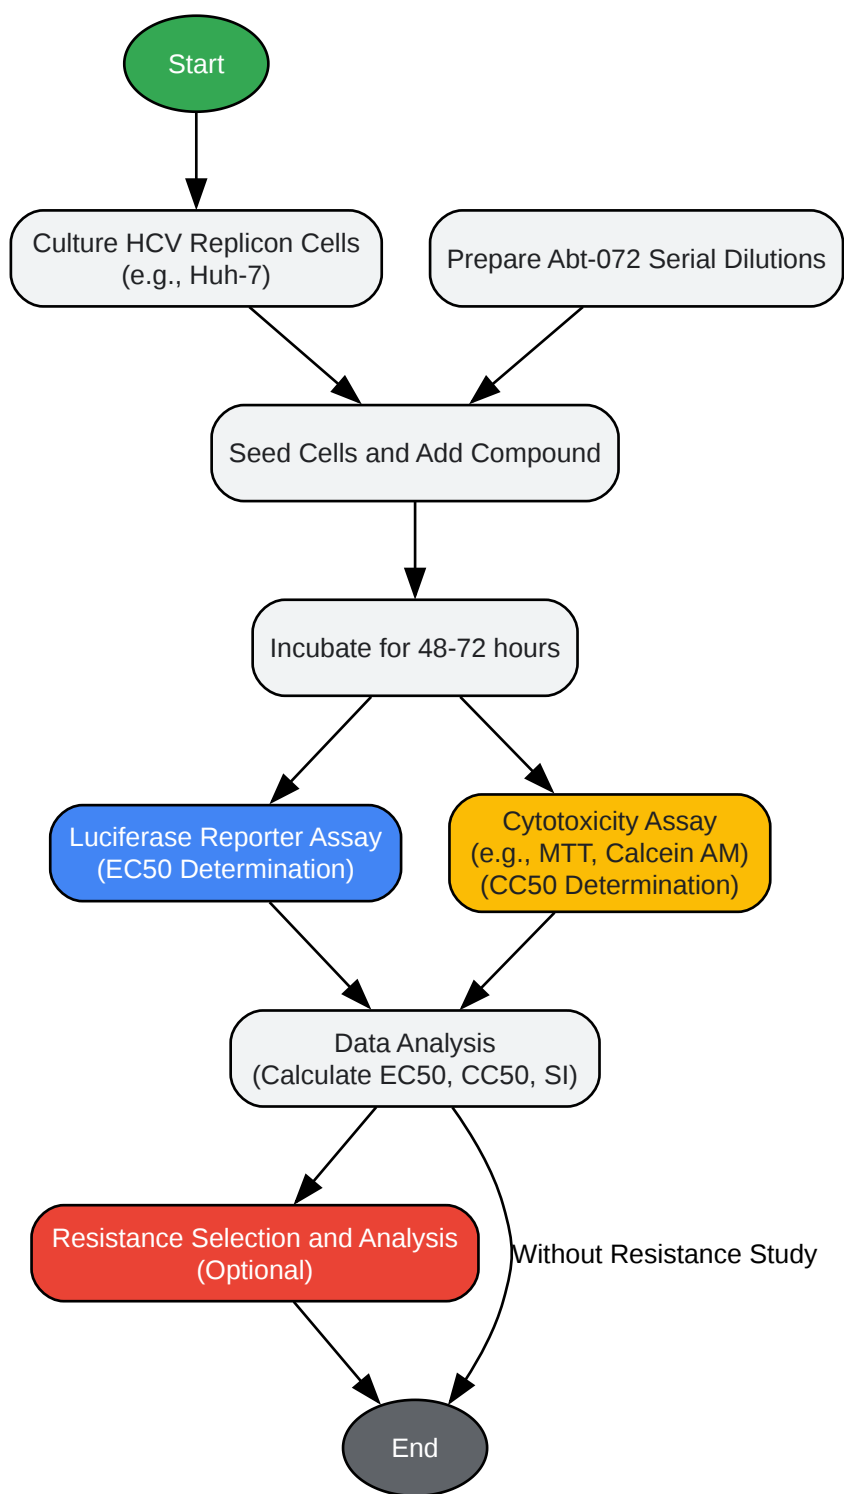 Start
Culture HCV Replicon Cells
(e.g., Huh-7)
Prepare Abt-072 Serial Dilutions
Seed Cells and Add Compound
Incubate for 48-72 hours
Luciferase Reporter Assay
(EC50 Determination)
Cytotoxicity Assay
(e.g., MTT, Calcein AM)
(CC50 Determination)
Data Analysis
(Calculate EC50, CC50, SI)
Resistance Selection and Analysis
(Optional)
Without Resistance Study
End